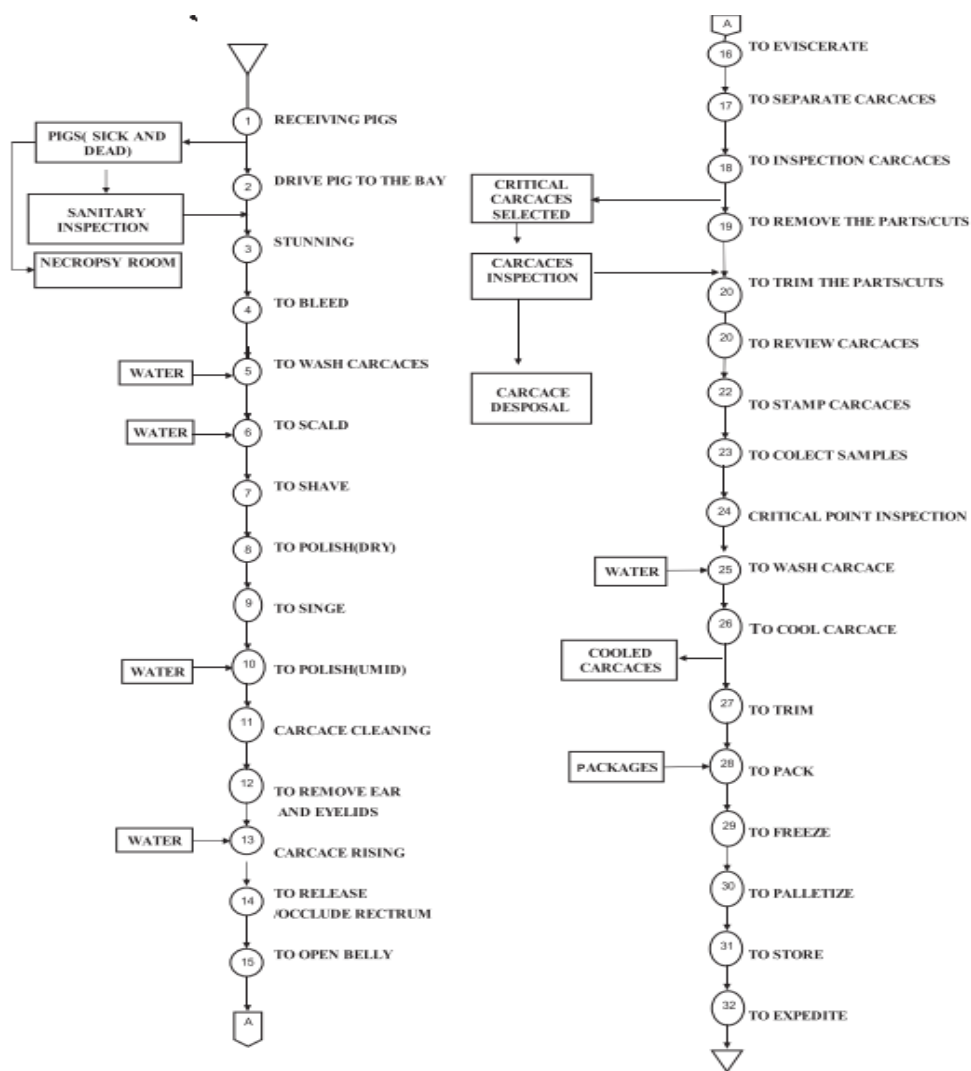 1
RECEIVING PIGS
PIGS( SICK AND
DEAD)
2
DRIVE PIG TO THE BAY
SANITARY
INSPECTION
3
STUNNING
NECROPSY ROOM
4
TO BLEED
WATER
5
TO WASH CARCACES
WATER
6
TO SCALD
7
TO SHAVE
8
TO POLISH(DRY)
9
TO SINGE
WATER
10
TO POLISH(UMID)
11
CARCACE CLEANING
12
TO REMOVE EAR
AND EYELIDS
WATER
13
CARCACE RISING
14
TO RELEASE
/OCCLUDE RECTRUM
15
TO OPEN BELLY
A
A
16
TO EVISCERATE
17
TO SEPARATE CARCACES
18
TO INSPECTION CARCACES
CRITICAL
CARCACES
SELECTED
19
TO REMOVE THE PARTS/CUTS
CARCACES
INSPECTION
20
TO TRIM THE PARTS/CUTS
20
TO REVIEW CARCACES
CARCACE
DESPOSAL
22
TO STAMP CARCACES
23
TO COLECT SAMPLES
24
CRITICAL POINT INSPECTION
WATER
25
TO WASH CARCACE
26
TO COOL CARCACE
COOLED
CARCACES
27
TO TRIM
PACKAGES
28
TO PACK
29
TO FREEZE
30
TO PALLETIZE
31
TO STORE
32
TO EXPEDITE